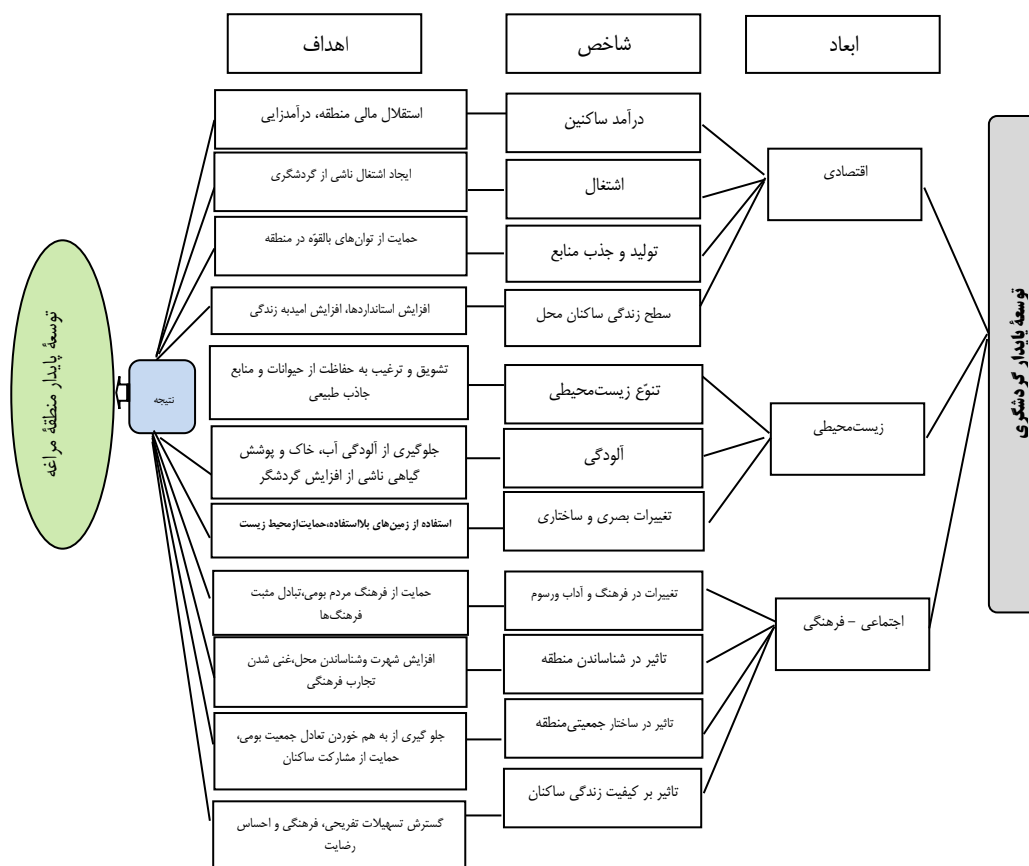 ابعاد
شاخص
اهداف
توسعۀ پایدار گردشگری
اقتصادی
درآمد ساکنین
استقلال مالی منطقه، درآمدزایی
اشتغال
ایجاد اشتغال ناشی از گردشگری
تولید و جذب منابع
حمایت از توان‌های بالقوّه در منطقه
سطح زندگی ساکنان محل
افزایش استانداردها، افزایش امیدبه زندگی
زیست‌محیطی
تنوّع زیست‌محیطی
تشویق و ترغیب به حفاظت از حیوانات و منابع
جاذب طبیعی
آلودگی
جلوگیری از آلودگی آب، خاک و پوشش
گیاهی ناشی از افزایش گردشگر
تغییرات بصری و ساختاری
استفاده از زمین‌های بلااستفاده،حمایت‌ازمحیط زیست
اجتماعی – فرهنگی
تغییرات در فرهنگ و آداب ورسوم
حمایت از فرهنگ مردم بومی،تبادل مثبت
فرهنگ‌ها
تاثیر در شناساندن منطقه
افزایش شهرت وشناساندن محل،غنی شدن
تجارب فرهنگی
تاثیر در ساختار جمعیتی‌منطقه
جلو گیری از به هم خوردن تعادل جمعیت بومی،
حمایت از مشارکت ساکنان
تاثیر بر کیفیت زندگی ساکنان
گسترش تسهیلات تفریحی، فرهنگی و احساس
رضایت
نتیجه
توسعۀ پایدار منطقۀ مراغه